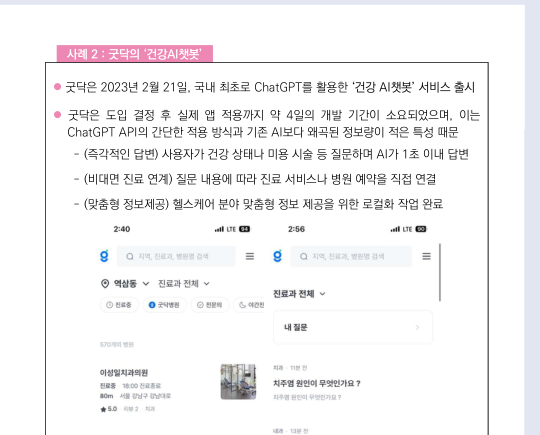 사례 2 : 굿닥의 '건강AI챗봇'
● 굿닥은 2023년 2월 21일, 국내 최초로 ChatGPT를 활용한 '건강 AI챗봇' 서비스 출시
● 굿닥은 도입 결정 후 실제 앱 적용까지 약 4일의 개발 기간이 소요되었으며, 이는
ChatGPT API의 간단한 적용 방식과 기존 AI보다 왜곡된 정보량이 적은 특성 때문
- (즉각적인 답변) 사용자가 건강 상태나 미용 시술 등 질문하며 AI가 1초 이내 답변
- (비대면 진료 연계) 질문 내용에 따라 진료 서비스나 병원 예약을 직접 연결
- (맞춤형 정보제공) 헬스케어 분야 맞춤형 정보 제공을 위한 로컬화 작업 완료
2:40 LTE 94
지역, 진료과, 병원명 검색
역삼동 진료과 전체
진료중 굿닥병원 전문의 야간진
570개의 병원
이성일치과의원
진료중 · 18:00 진료종료
80m · 서울 강남구 강남대로
★ 5.0 · 리뷰 2 · 치과
2:56 LTE 90
지역, 진료과, 병원명 검색
진료과 전체
내 질문
치과 · 11분 전
치주염 원인이 무엇인가요 ?
치주염 원인이 무엇인가요 ?
내과 · 13분 전